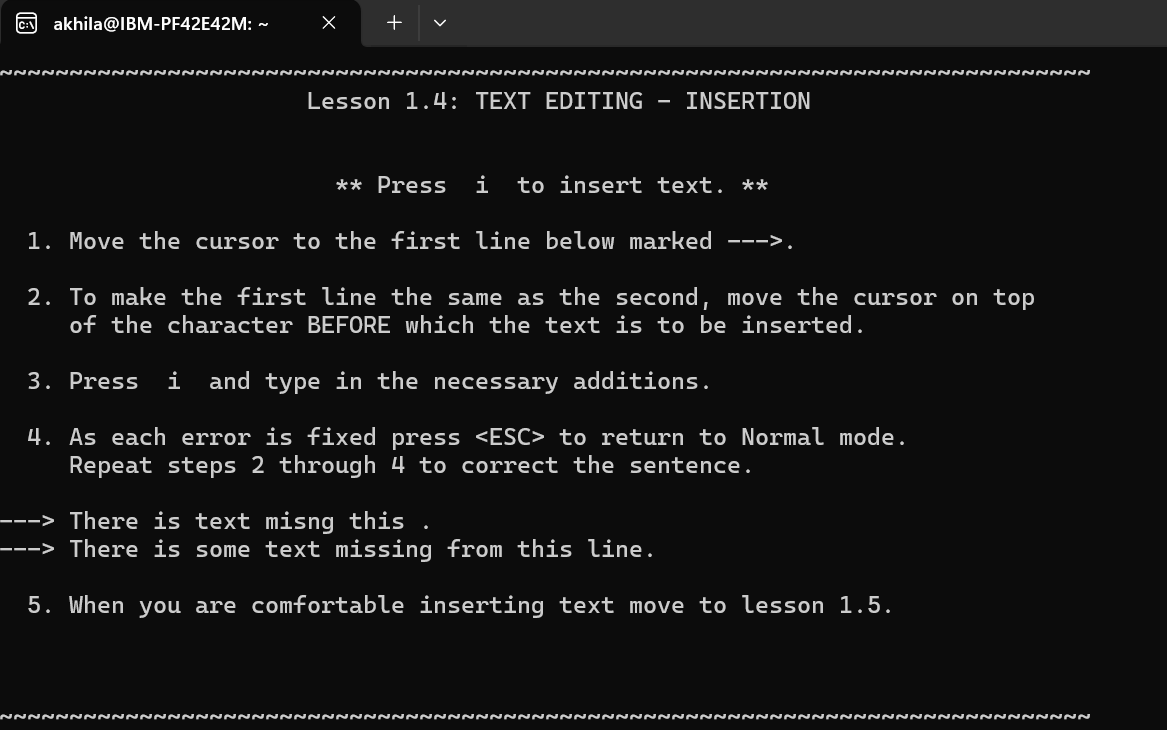 akhila@IBM-PF42E42M: ~
~~~~~~~~~~~~~~~~~~~~~~~~~~~~~~~~~~~~~~~~~~~~~~~~~~~~~~~~~~~~~~~~~~~~~~~~~~~~~~
Lesson 1.4: TEXT EDITING - INSERTION
** Press  i  to insert text. **
1. Move the cursor to the first line below marked --->.
2. To make the first line the same as the second, move the cursor on top
of the character BEFORE which the text is to be inserted.
3. Press  i  and type in the necessary additions.
4. As each error is fixed press <ESC> to return to Normal mode.
Repeat steps 2 through 4 to correct the sentence.
---> There is text misng this .
---> There is some text missing from this line.
5. When you are comfortable inserting text move to lesson 1.5.
~~~~~~~~~~~~~~~~~~~~~~~~~~~~~~~~~~~~~~~~~~~~~~~~~~~~~~~~~~~~~~~~~~~~~~~~~~~~~~